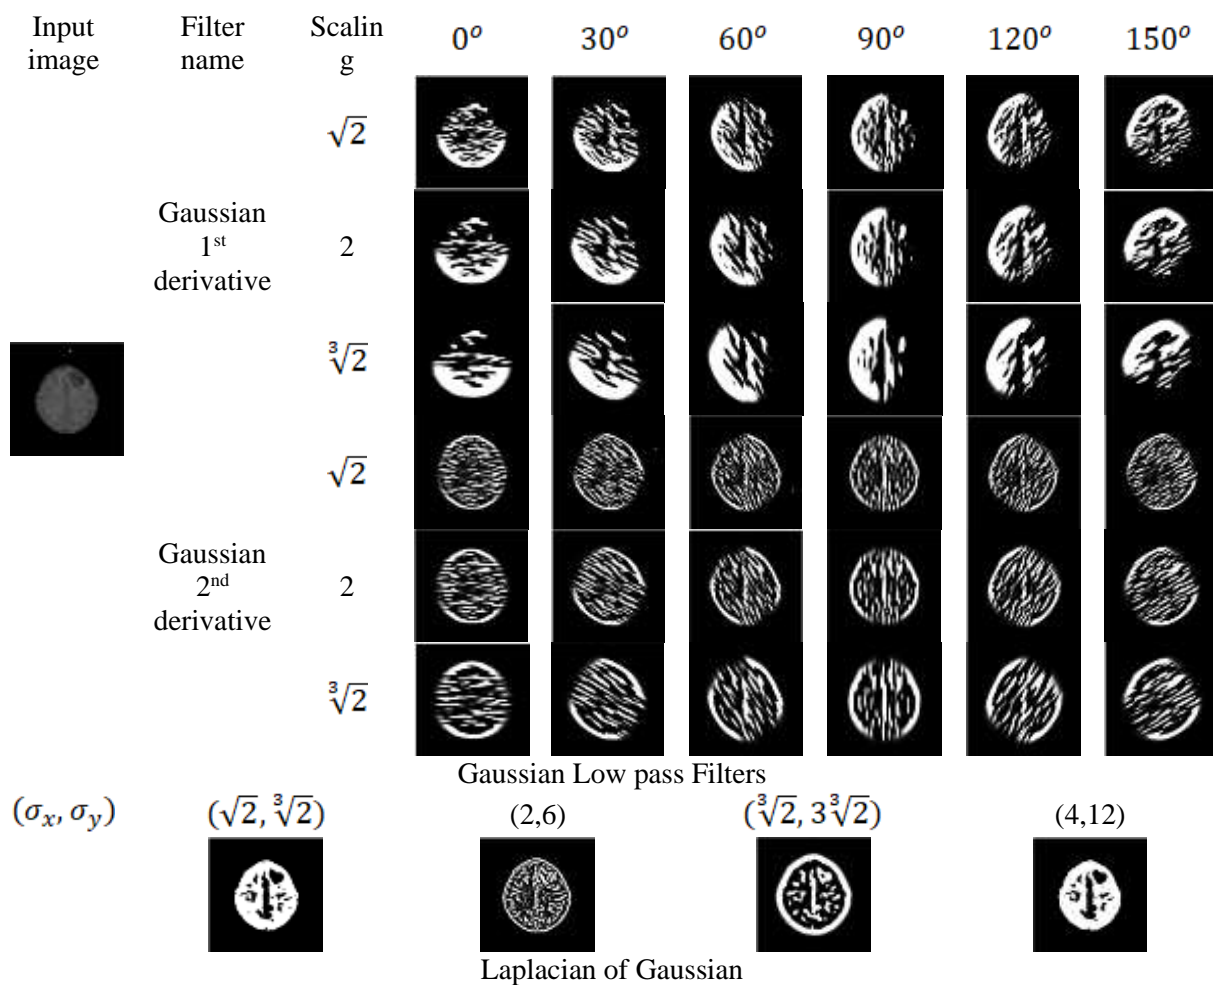 Input image Filter name Scaling 0° 30° 60° 90° 120° 150°
√2
Gaussian 1st derivative 2
∛2
√2
Gaussian 2nd derivative 2
∛2
Gaussian Low pass Filters
(σx, σy) (√2, ∛2) (2,6) (∛2, 3∛2) (4,12)
Laplacian of Gaussian